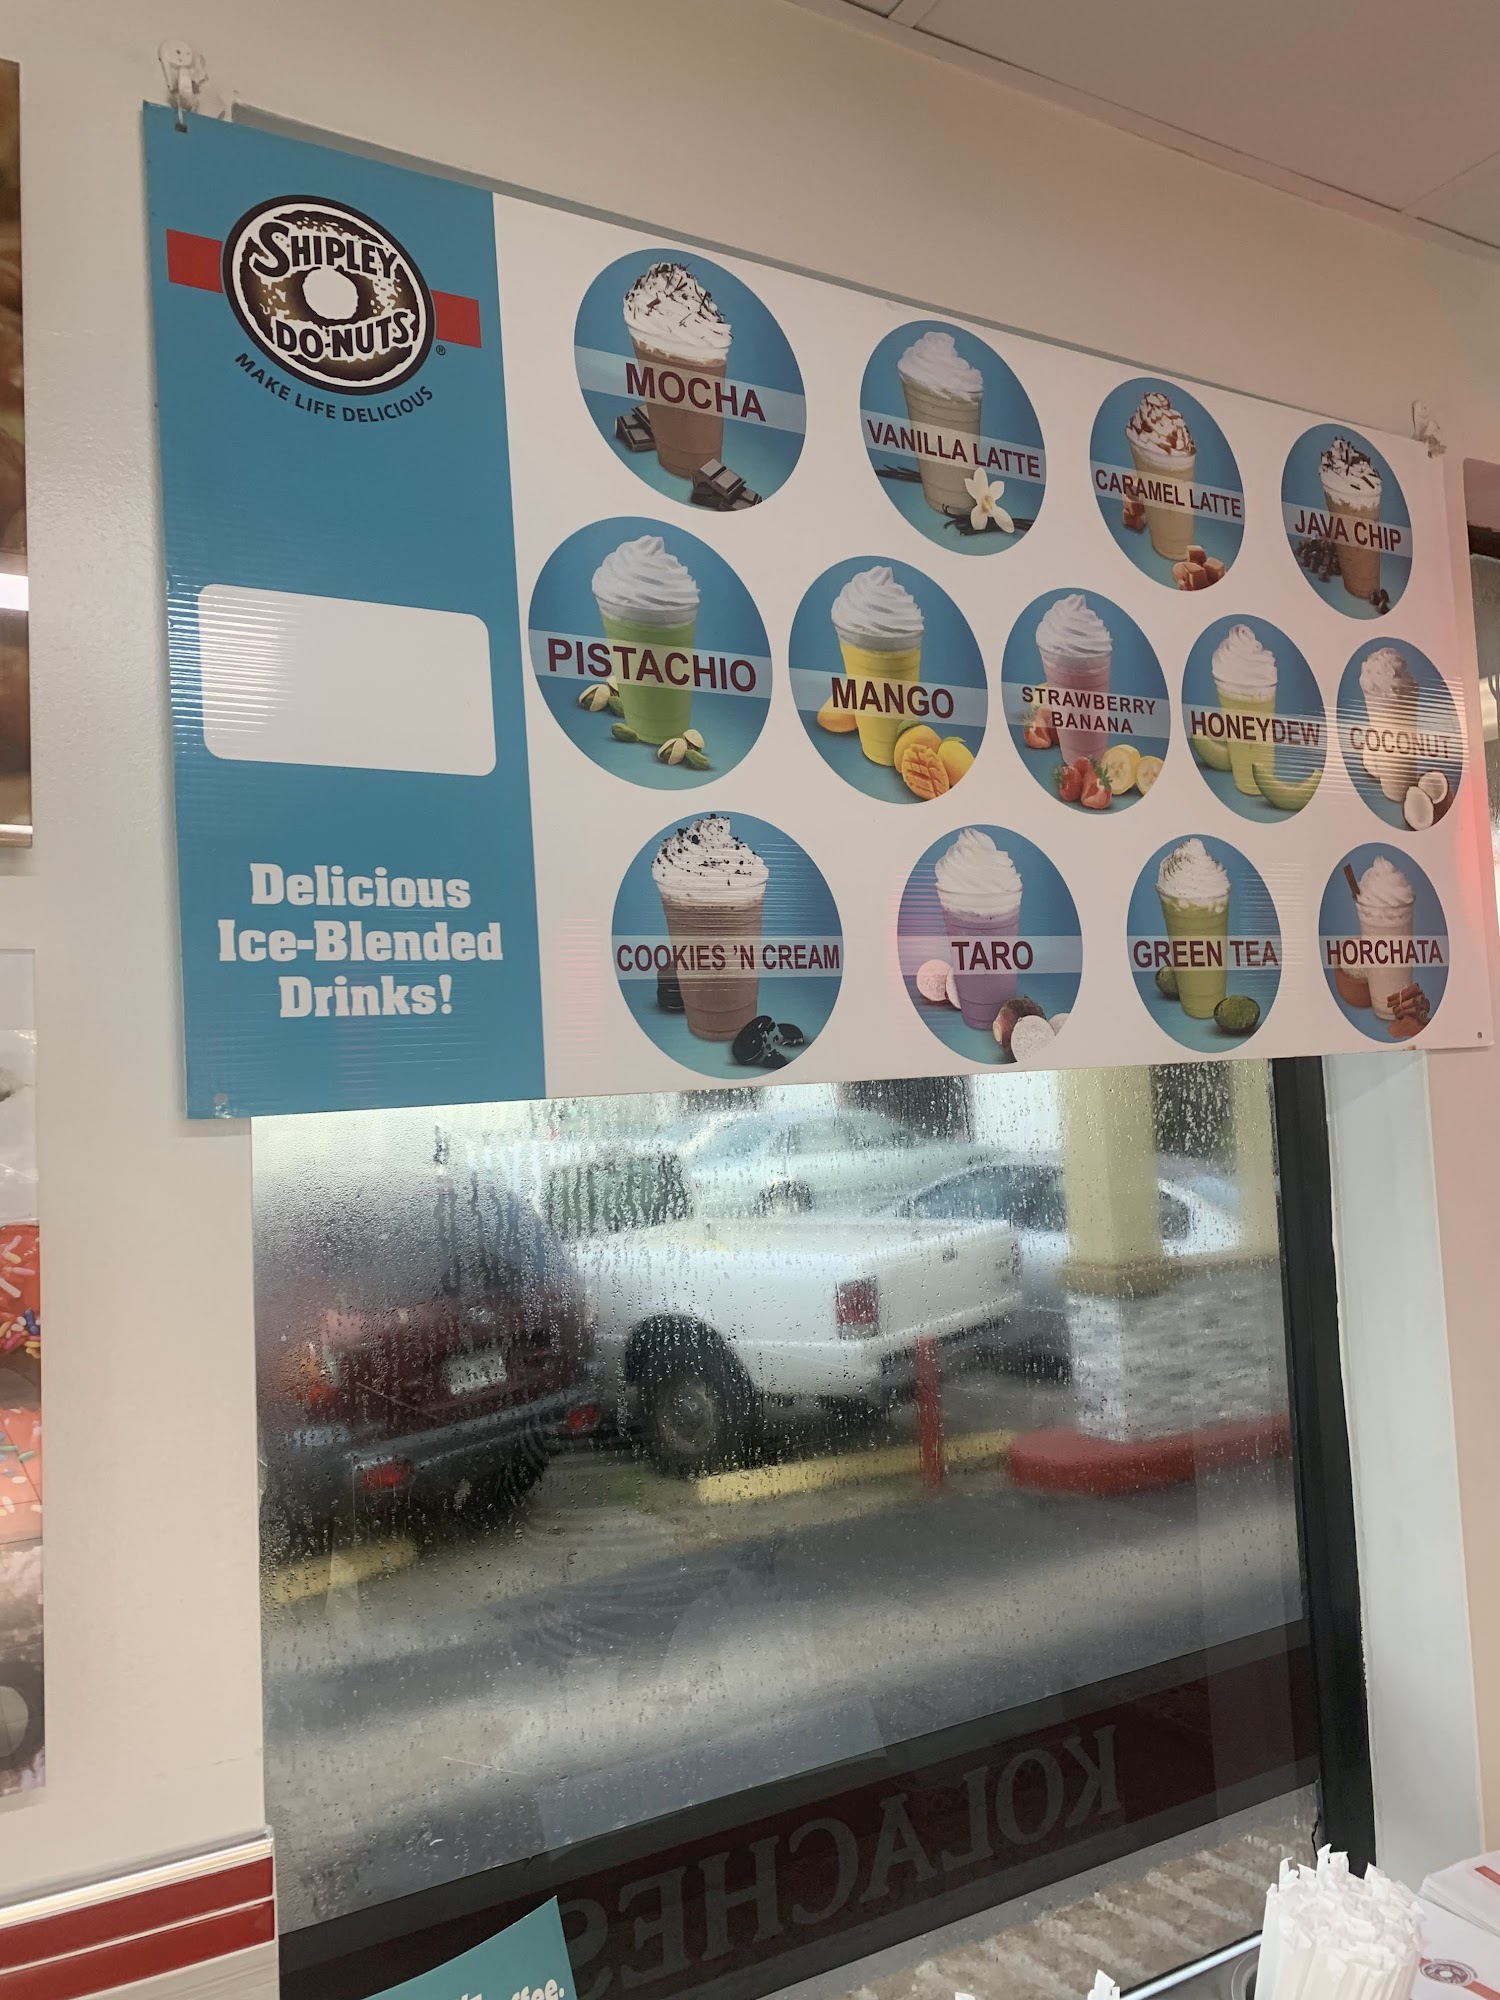 SHIPLEY
DO-NUTS
®
MAKE LIFE DELICIOUS
Delicious
Ice-Blended
Drinks!
MOCHA
VANILLA LATTE
CARAMEL LATTE
JAVA CHIP
PISTACHIO
MANGO
STRAWBERRY
BANANA
HONEYDEW
COCONUT
COOKIES 'N CREAM
TARO
GREEN TEA
HORCHATA
KOLACHES